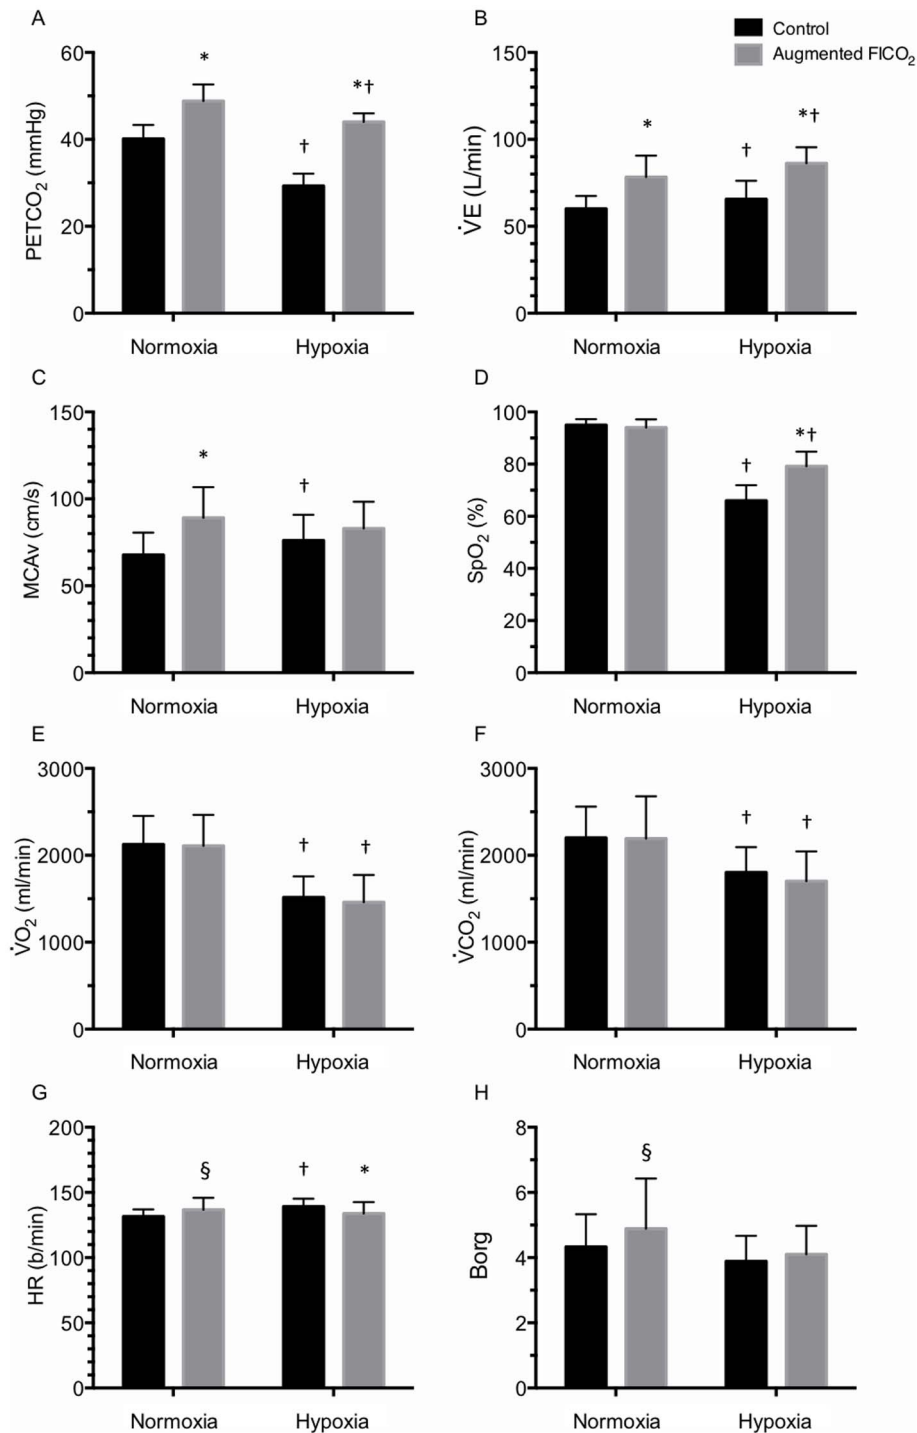 A
60
40
20
0
PETCO2 (mmHg)
*
†
*†
Normoxia
Hypoxia
B
Control
Augmented FICO2
150
100
50
0
V̇E (L/min)
*
†
*†
Normoxia
Hypoxia
C
150
100
50
0
MCAv (cm/s)
*
†
Normoxia
Hypoxia
D
100
80
60
40
20
0
SpO2 (%)
†
*†
Normoxia
Hypoxia
E
3000
2000
1000
0
V̇O2 (ml/min)
†
†
Normoxia
Hypoxia
F
3000
2000
1000
0
V̇CO2 (ml/min)
†
†
Normoxia
Hypoxia
G
200
150
100
50
0
HR (b/min)
§
†
*
Normoxia
Hypoxia
H
8
6
4
2
0
Borg
§
Normoxia
Hypoxia